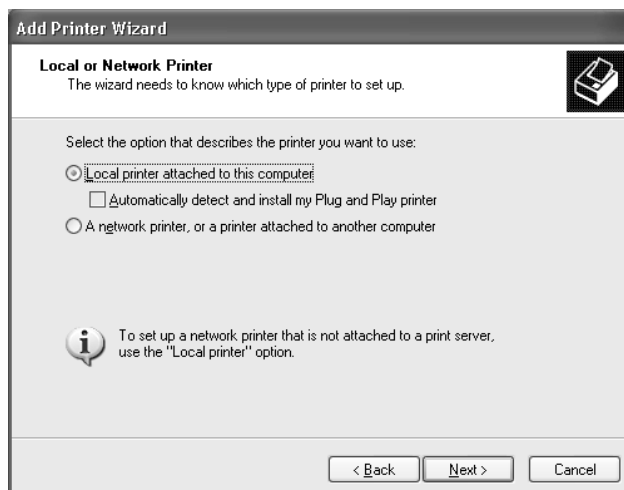 Add Printer Wizard
Local or Network Printer
The wizard needs to know which type of printer to set up.
Select the option that describes the printer you want to use:
Local printer attached to this computer
Automatically detect and install my Plug and Play printer
A network printer, or a printer attached to another computer
To set up a network printer that is not attached to a print server,
use the "Local printer" option.
< Back
Next >
Cancel